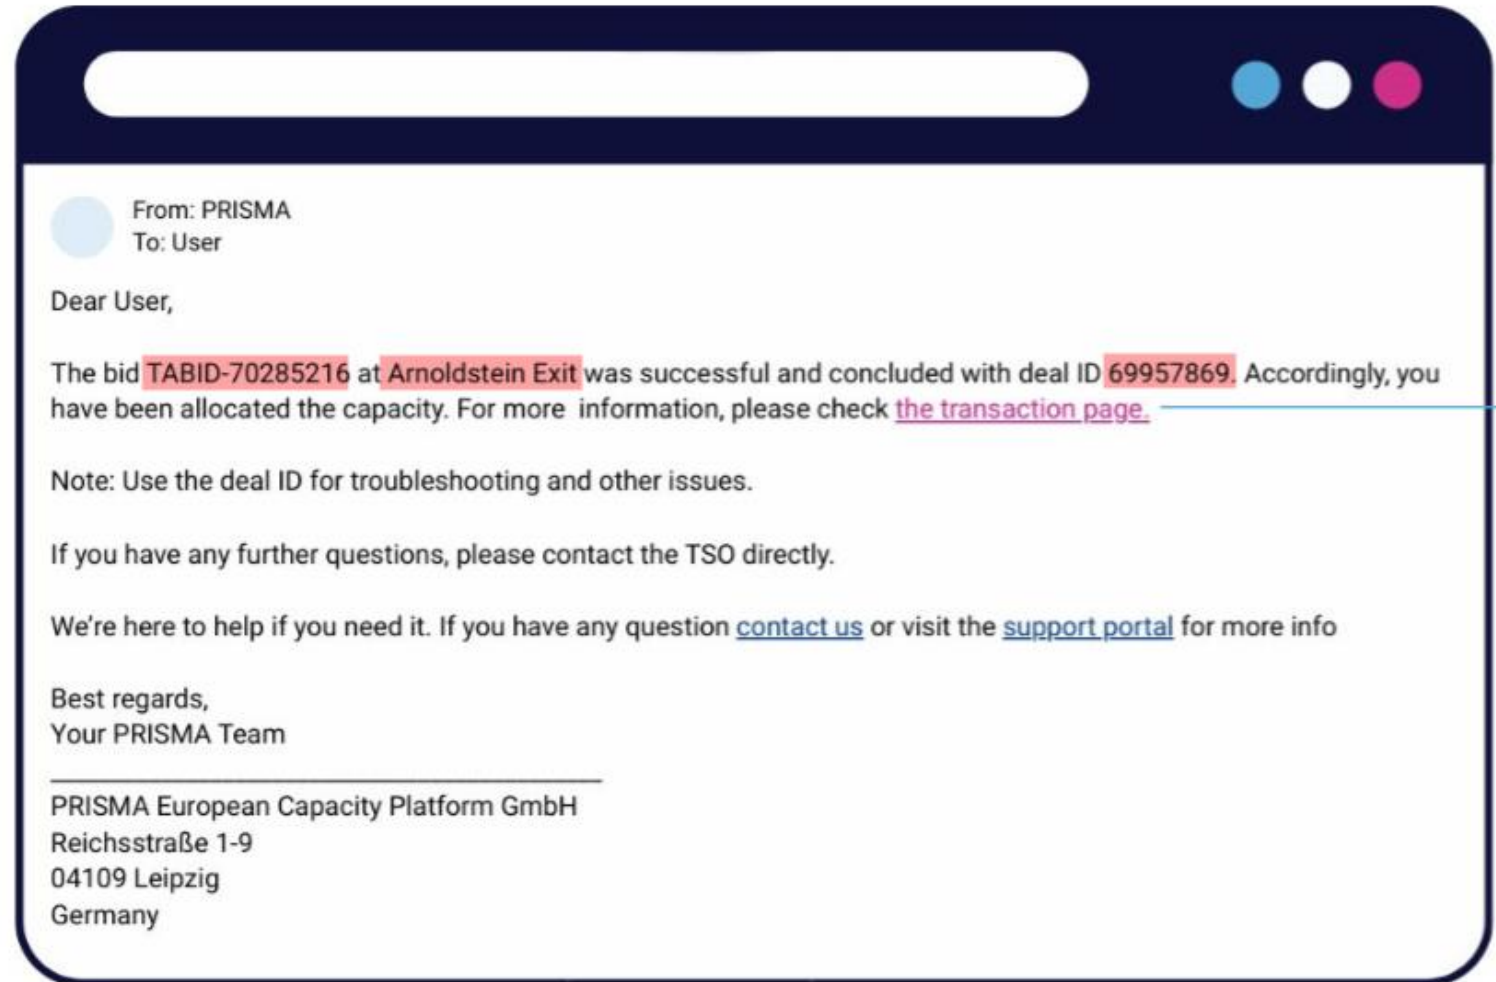 From: PRISMA
To: User
Dear User,
The bid TABID-70285216 at Arnoldstein Exit was successful and concluded with deal ID 69957869. Accordingly, you
have been allocated the capacity. For more information, please check the transaction page.
Note: Use the deal ID for troubleshooting and other issues.
If you have any further questions, please contact the TSO directly.
We're here to help if you need it. If you have any question contact us or visit the support portal for more info
Best regards,
Your PRISMA Team
PRISMA European Capacity Platform GmbH
Reichsstraße 1-9
04109 Leipzig
Germany